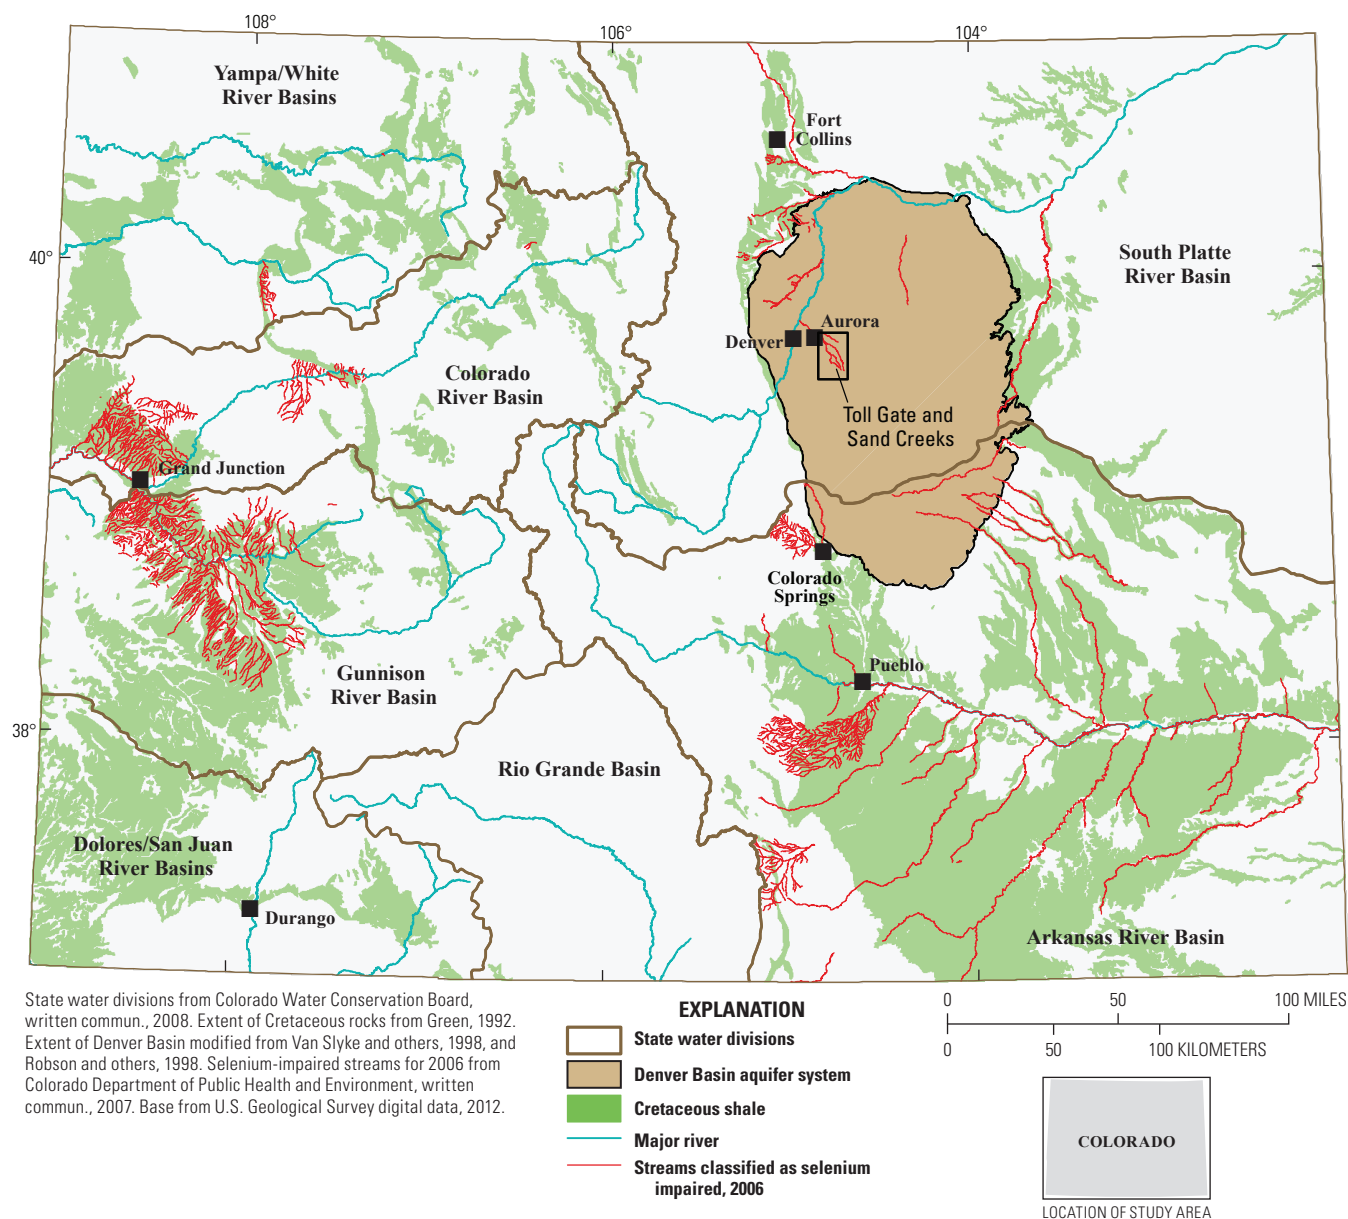 108°
106°
104°
Yampa/White
River Basins
Fort
Collins
40°
South Platte
River Basin
Aurora
Denver
Colorado
River Basin
Toll Gate and
Sand Creeks
Grand Junction
Colorado
Springs
Pueblo
Gunnison
River Basin
38°
Rio Grande Basin
Dolores/San Juan
River Basins
Durango
Arkansas River Basin
State water divisions from Colorado Water Conservation Board,
written commun., 2008. Extent of Cretaceous rocks from Green, 1992.
Extent of Denver Basin modified from Van Slyke and others, 1998, and
Robson and others, 1998. Selenium-impaired streams for 2006 from
Colorado Department of Public Health and Environment, written
commun., 2007. Base from U.S. Geological Survey digital data, 2012.
EXPLANATION
State water divisions
Denver Basin aquifer system
Cretaceous shale
Major river
Streams classified as selenium
impaired, 2006
0 50 100 MILES
0 50 100 KILOMETERS
COLORADO
LOCATION OF STUDY AREA